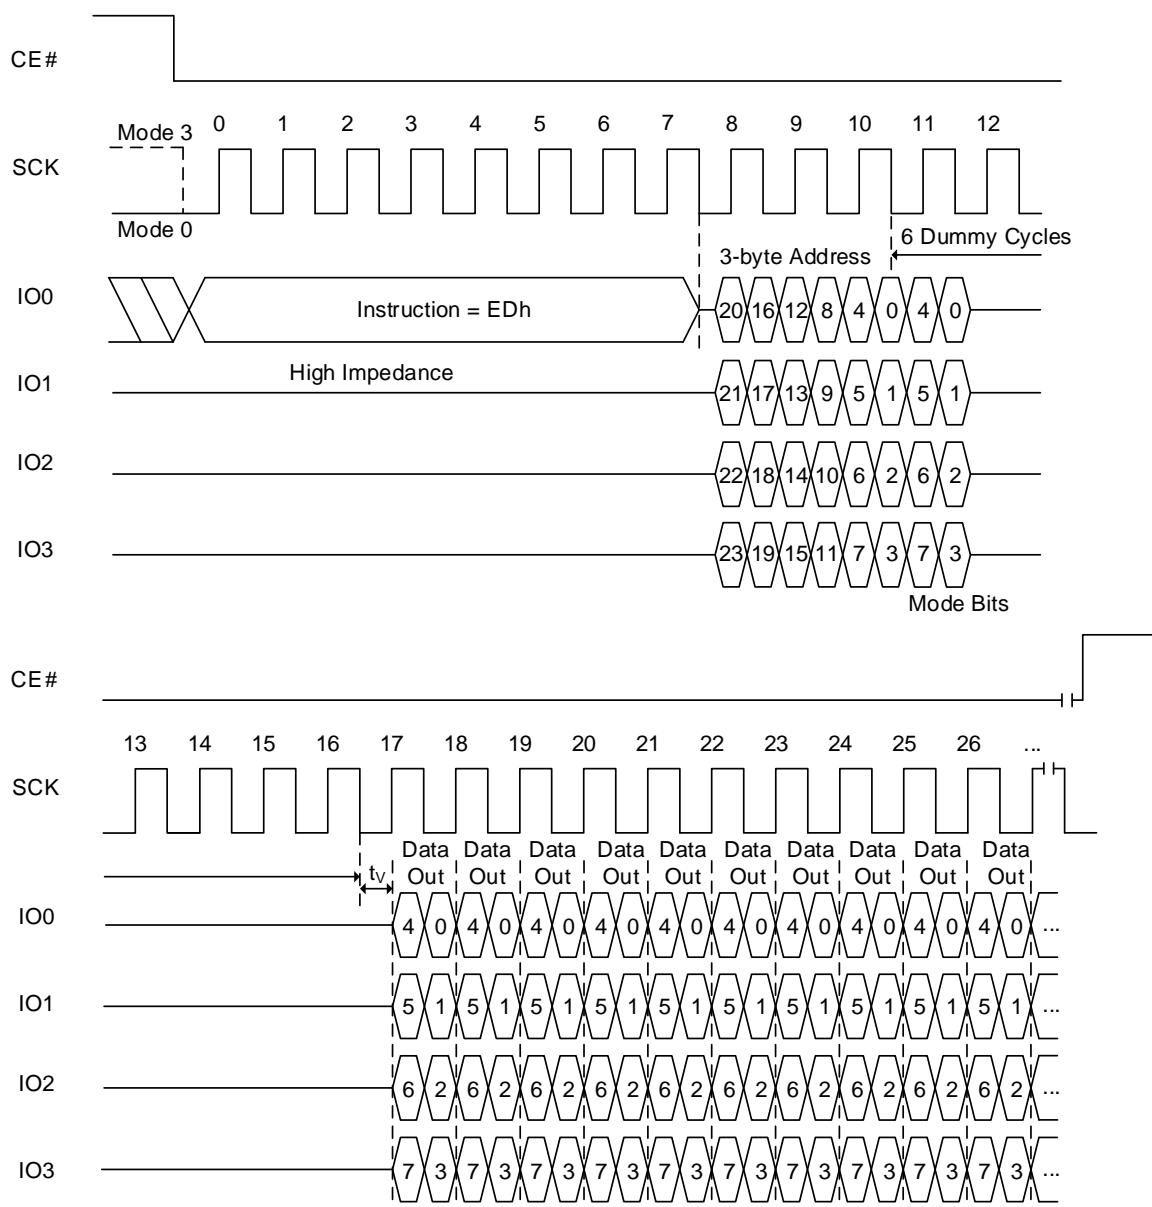 CE#
0 1 2 3 4 5 6 7 8 9 10 11 12
Mode 3
SCK
Mode 0
6 Dummy Cycles
3-byte Address
IO0
Instruction = EDh
20 16 12 8 4 0 4 0
High Impedance
IO1
21 17 13 9 5 1 5 1
IO2
22 18 14 10 6 2 6 2
IO3
23 19 15 11 7 3 7 3
Mode Bits
CE#
13 14 15 16 17 18 19 20 21 22 23 24 25 26 ...
SCK
Data Data Data Data Data Data Data Data Data Data
tV Out Out Out Out Out Out Out Out Out Out
IO0
4 0 4 0 4 0 4 0 4 0 4 0 4 0 4 0 4 0 4 0 ...
IO1
5 1 5 1 5 1 5 1 5 1 5 1 5 1 5 1 5 1 5 1 ...
IO2
6 2 6 2 6 2 6 2 6 2 6 2 6 2 6 2 6 2 6 2 ...
IO3
7 3 7 3 7 3 7 3 7 3 7 3 7 3 7 3 7 3 7 3 ...